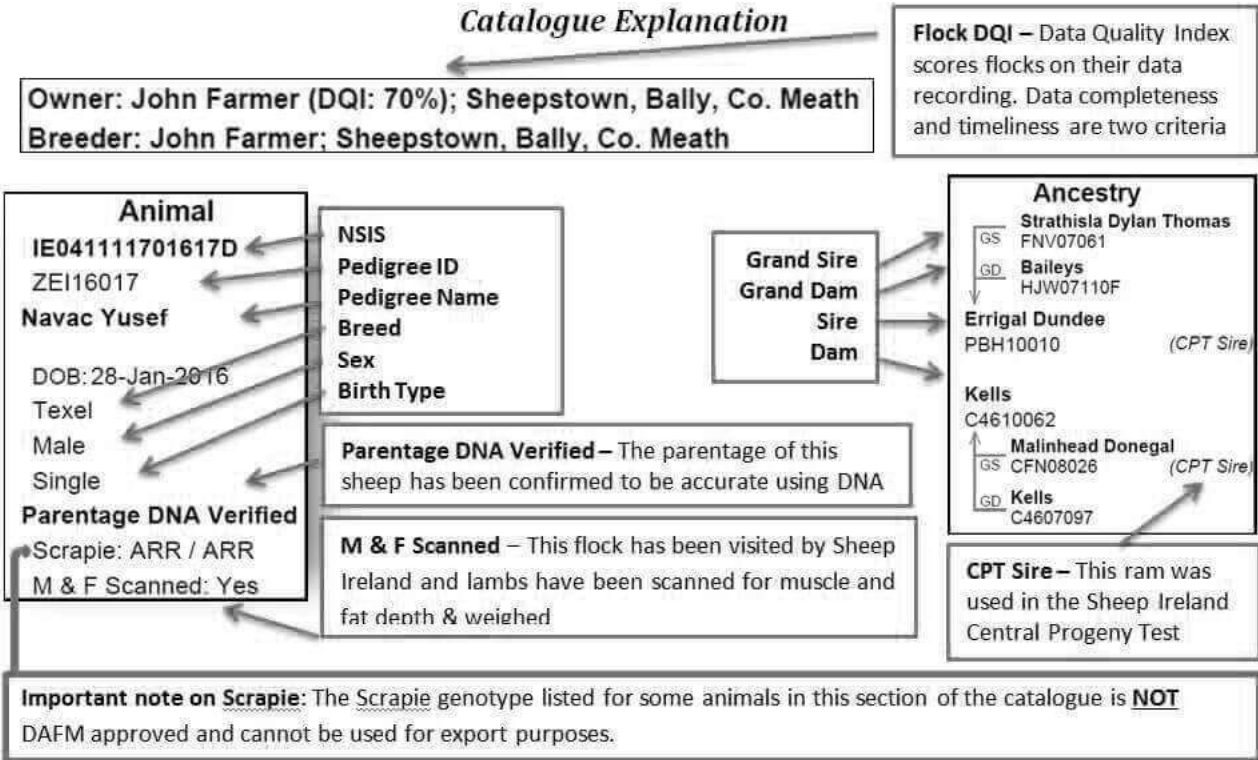 Catalogue Explanation
Flock DQI – Data Quality Index
scores flocks on their data
recording. Data completeness
and timeliness are two criteria
Owner: John Farmer (DQI: 70%); Sheepstown, Bally, Co. Meath
Breeder: John Farmer; Sheepstown, Bally, Co. Meath
Animal
IE041111701617D
ZEI16017
Navac Yusef
DOB: 28-Jan-2016
Texel
Male
Single
Parentage DNA Verified
Scrapie: ARR / ARR
M & F Scanned: Yes
NSIS
Pedigree ID
Pedigree Name
Breed
Sex
Birth Type
Parentage DNA Verified – The parentage of this
sheep has been confirmed to be accurate using DNA
M & F Scanned – This flock has been visited by Sheep
Ireland and lambs have been scanned for muscle and
fat depth & weighed
Grand Sire
Grand Dam
Sire
Dam
Ancestry
Strathisla Dylan Thomas
GS FNV07061
GD Baileys
HJW07110F
Errigal Dundee
PBH10010 (CPT Sire)
Kells
C4610062
Malinhead Donegal
GS CFN08026 (CPT Sire)
GD Kells
C4607097
CPT Sire – This ram was
used in the Sheep Ireland
Central Progeny Test
Important note on Scrapie: The Scrapie genotype listed for some animals in this section of the catalogue is NOT
DAFM approved and cannot be used for export purposes.